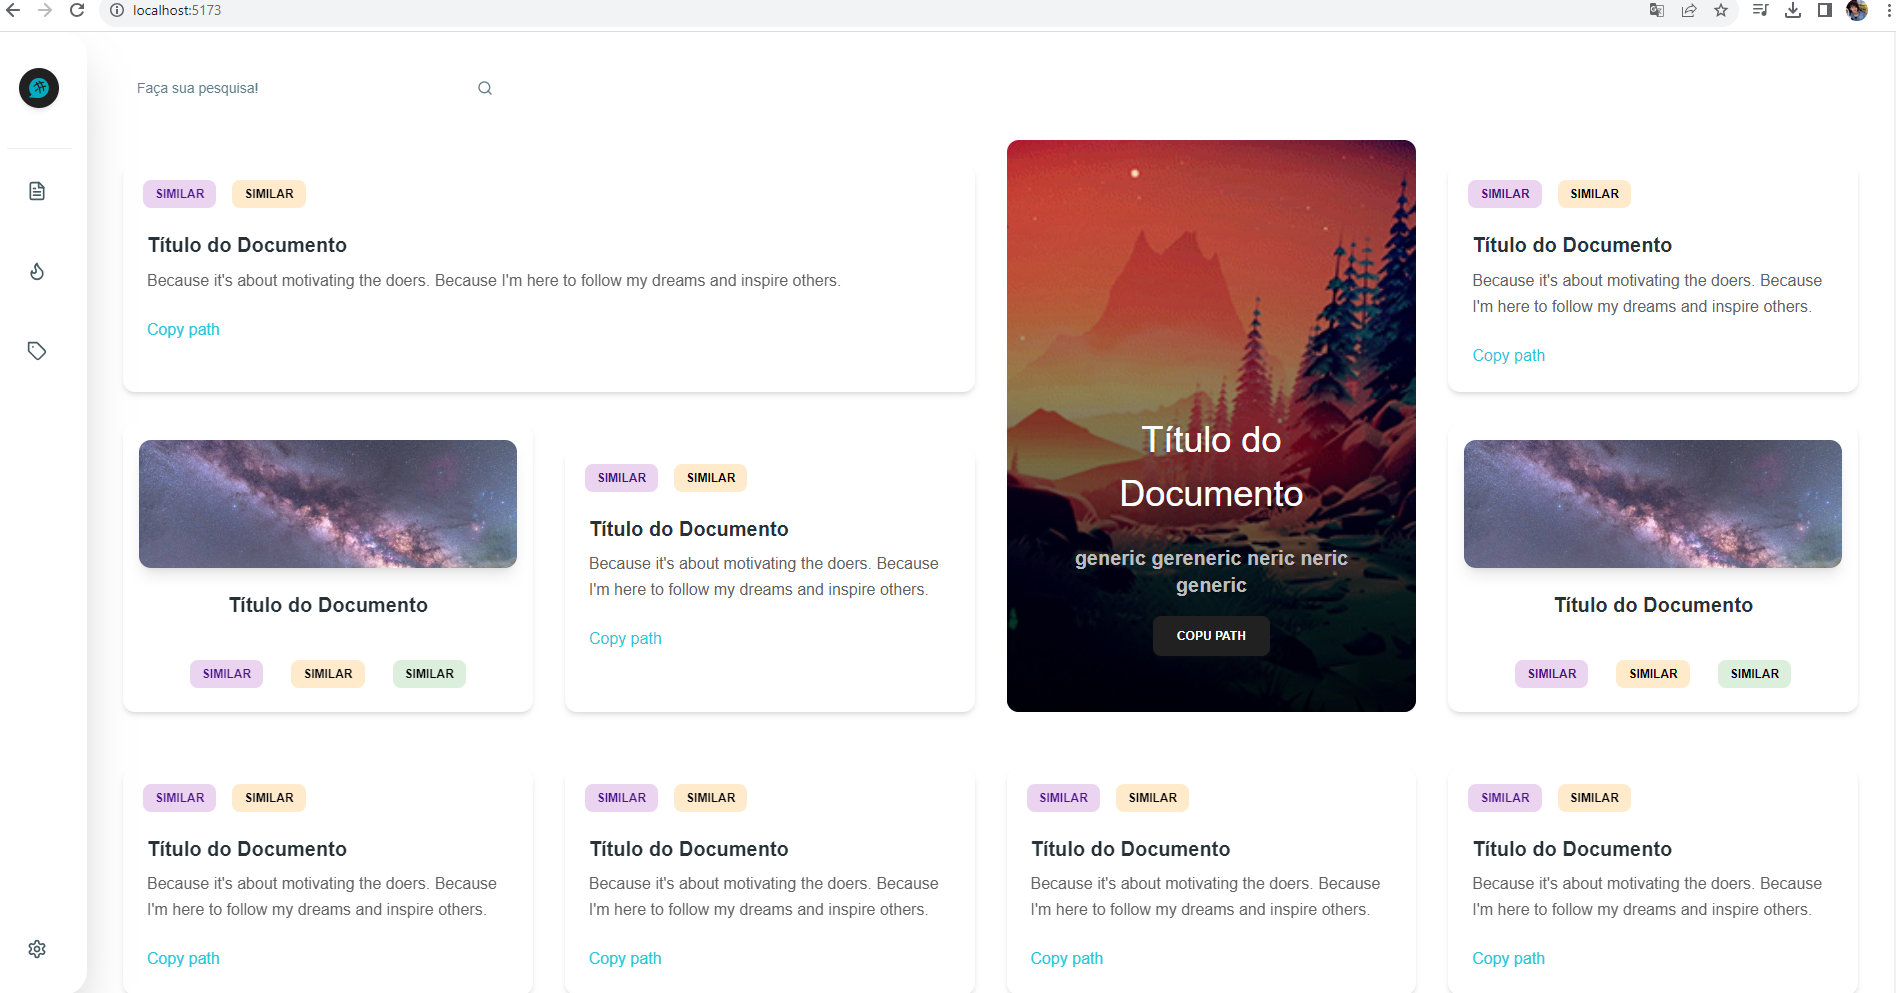 localhost:5173
Faça sua pesquisa!
SIMILAR SIMILAR
Título do Documento
Because it's about motivating the doers. Because I'm here to follow my dreams and inspire others.
Copy path
Título do
Documento
generic gereneric neric neric
generic
COPU PATH
SIMILAR SIMILAR
Título do Documento
Because it's about motivating the doers. Because
I'm here to follow my dreams and inspire others.
Copy path
Título do Documento
SIMILAR SIMILAR SIMILAR
SIMILAR SIMILAR
Título do Documento
Because it's about motivating the doers. Because
I'm here to follow my dreams and inspire others.
Copy path
Título do Documento
SIMILAR SIMILAR SIMILAR
SIMILAR SIMILAR
Título do Documento
Because it's about motivating the doers. Because
I'm here to follow my dreams and inspire others.
Copy path
SIMILAR SIMILAR
Título do Documento
Because it's about motivating the doers. Because
I'm here to follow my dreams and inspire others.
Copy path
SIMILAR SIMILAR
Título do Documento
Because it's about motivating the doers. Because
I'm here to follow my dreams and inspire others.
Copy path
SIMILAR SIMILAR
Título do Documento
Because it's about motivating the doers. Because
I'm here to follow my dreams and inspire others.
Copy path